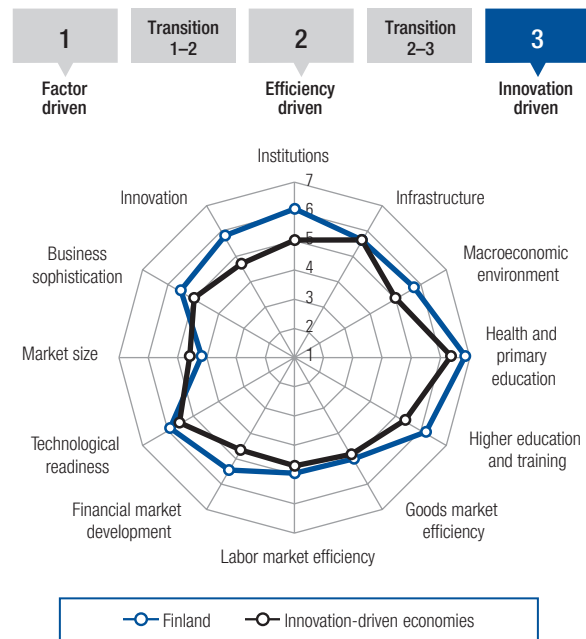 1
Transition
1–2
2
Transition
2–3
3
Factor
driven
Efficiency
driven
Innovation
driven
Institutions
Infrastructure
Macroeconomic
environment
Health and
primary
education
Higher education
and training
Goods market
efficiency
Labor market efficiency
Financial market
development
Technological
readiness
Market size
Business
sophistication
Innovation
7
6
5
4
3
2
1
Finland
Innovation-driven economies